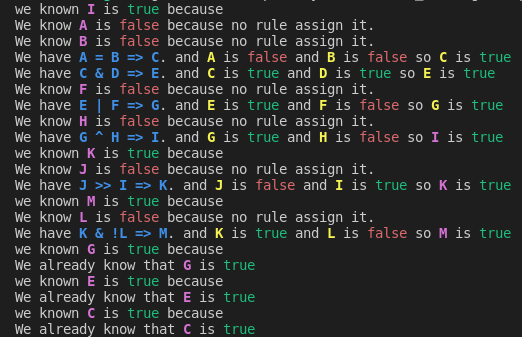 we known I is true because
We know A is false because no rule assign it.
We know B is false because no rule assign it.
We have A = B => C. and A is false and B is false so C is true
We have C & D => E. and C is true and D is true so E is true
We know F is false because no rule assign it.
We have E | F => G. and E is true and F is false so G is true
We know H is false because no rule assign it.
We have G ^ H => I. and G is true and H is false so I is true
we known K is true because
We know J is false because no rule assign it.
We have J >> I => K. and J is false and I is true so K is true
we known M is true because
We know L is false because no rule assign it.
We have K & !L => M. and K is true and L is false so M is true
we known G is true because
We already know that G is true
we known E is true because
We already know that E is true
we known C is true because
We already know that C is true